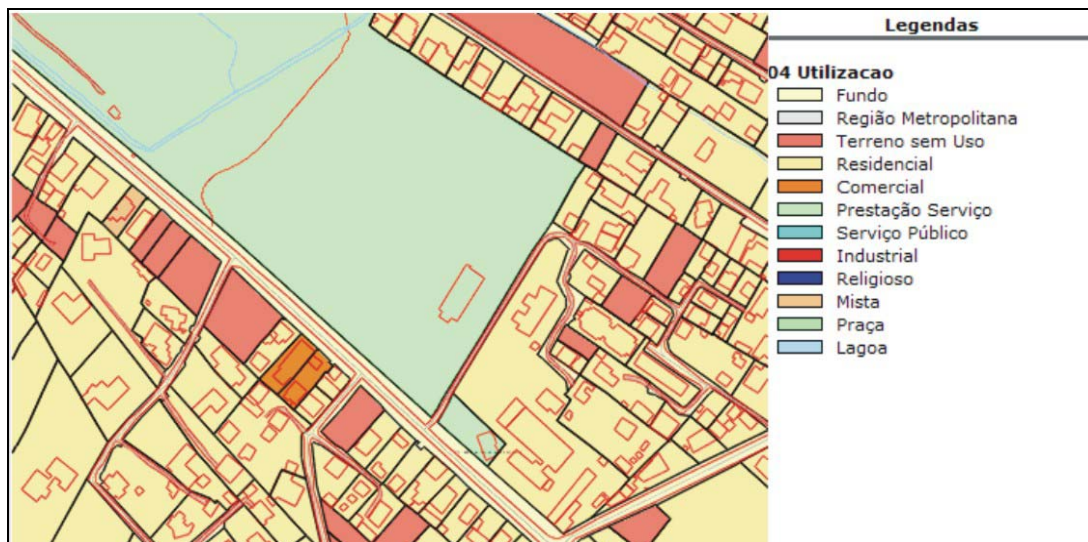 Legendas
04 Utilizacao
Fundo
Região Metropolitana
Terreno sem Uso
Residencial
Comercial
Prestação Serviço
Serviço Público
Industrial
Religioso
Mista
Praça
Lagoa